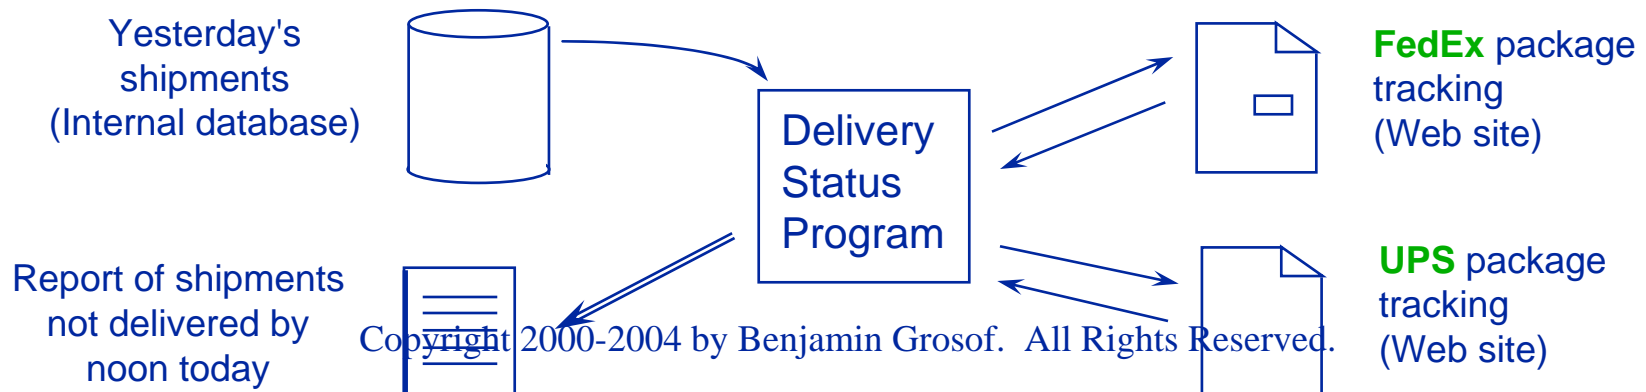 Yesterday's
shipments
(Internal database)
Delivery
Status
Program
FedEx package
tracking
(Web site)
Report of shipments
not delivered by
noon today
UPS package
tracking
(Web site)
Copyright 2000-2004 by Benjamin Grosof.  All Rights Reserved.